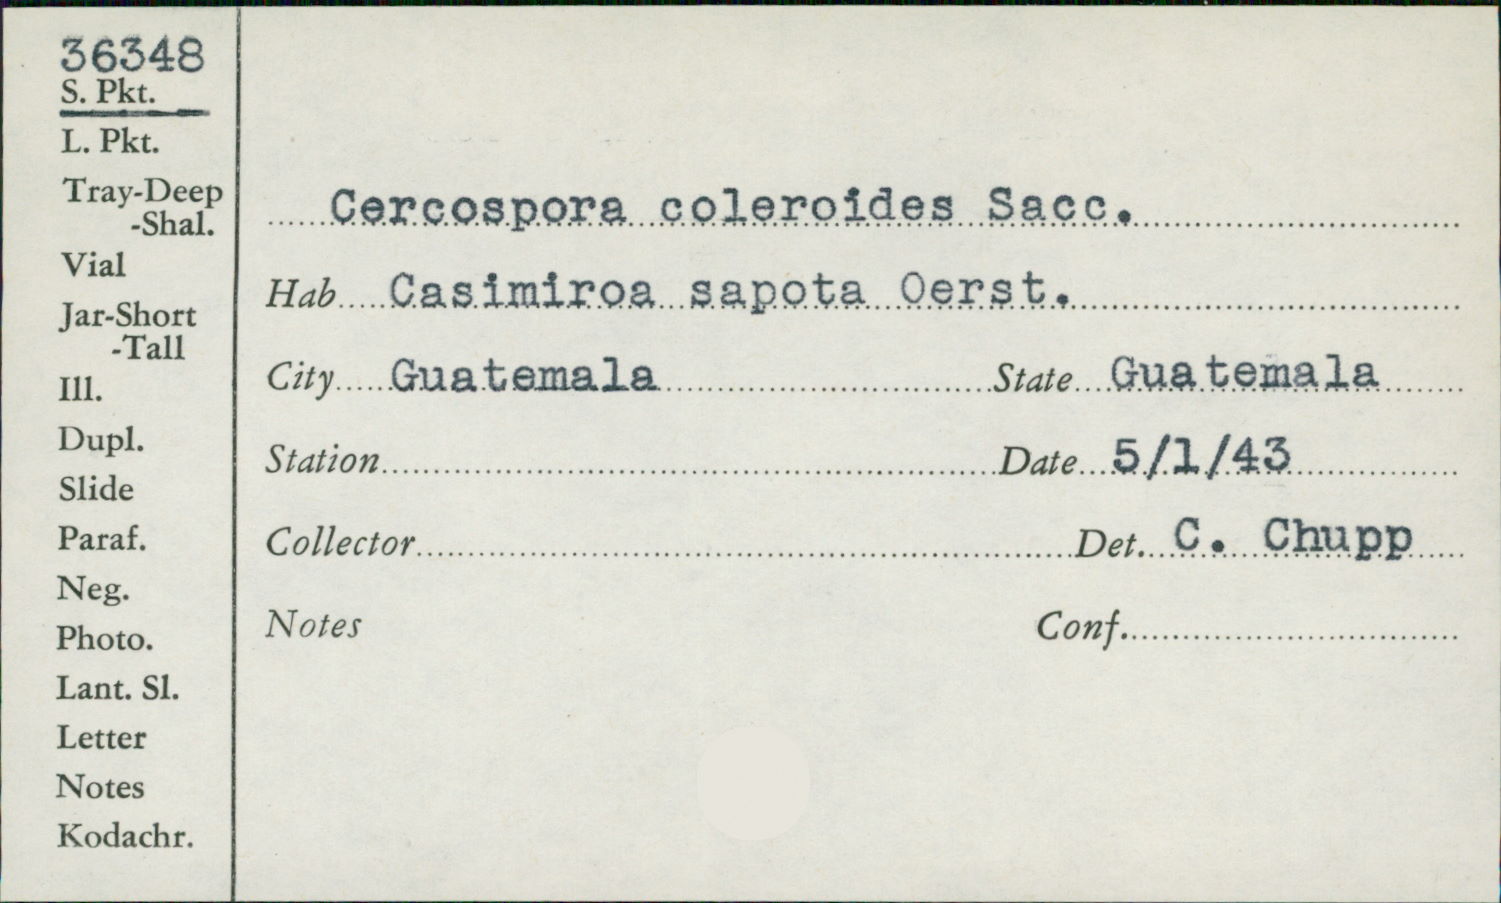 36348
S. Pkt.
L. Pkt.
Tray-Deep
-Shal.
Vial
Jar-Short
-Tall
Ill.
Dupl.
Slide
Paraf.
Neg.
Photo.
Lant. Sl.
Letter
Notes
Kodachr.
Cercospora coleroides Sacc.
Hab Casimiroa sapota Oerst.
City Guatemala State Guatemala
Station Date 5/1/43
Collector Det. C. Chupp
Notes Conf.